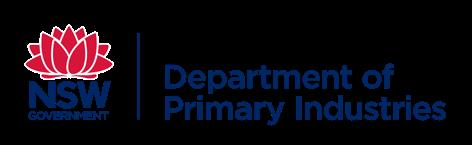 NSW
GOVERNMENT
Department of
Primary Industries